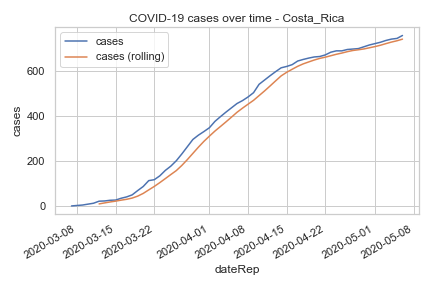 COVID-19 cases over time - Costa_Rica
cases
cases (rolling)
600
400
200
0
cases
2020-03-08
2020-03-15
2020-03-22
2020-04-01
2020-04-08
2020-04-15
2020-04-22
2020-05-01
2020-05-08
dateRep